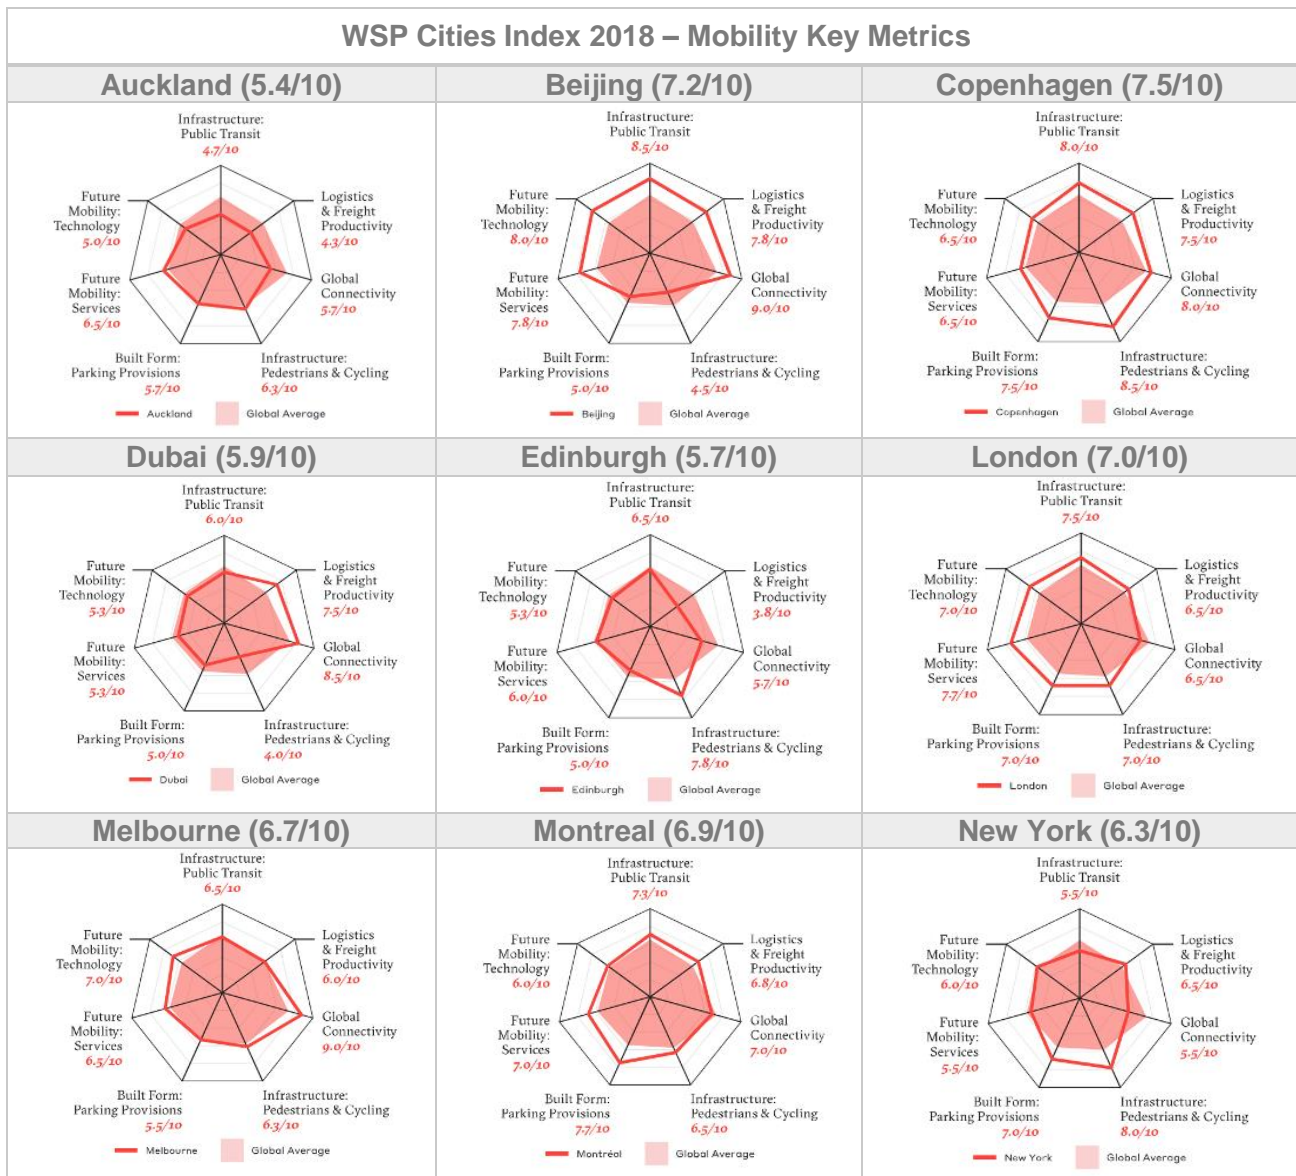 WSP Cities Index 2018 – Mobility Key Metrics
Auckland (5.4/10)
Infrastructure:
Public Transit
4.7/10
Logistics
& Freight
Productivity
4.3/10
Global
Connectivity
5.7/10
Infrastructure:
Pedestrians & Cycling
6.3/10
Built Form:
Parking Provisions
5.7/10
Future
Mobility:
Services
6.5/10
Future
Mobility:
Technology
5.0/10
Auckland
Global Average
Beijing (7.2/10)
Infrastructure:
Public Transit
8.5/10
Logistics
& Freight
Productivity
7.8/10
Global
Connectivity
9.0/10
Infrastructure:
Pedestrians & Cycling
4.5/10
Built Form:
Parking Provisions
5.0/10
Future
Mobility:
Services
7.8/10
Future
Mobility:
Technology
8.0/10
Beijing
Global Average
Copenhagen (7.5/10)
Infrastructure:
Public Transit
8.0/10
Logistics
& Freight
Productivity
7.5/10
Global
Connectivity
8.0/10
Infrastructure:
Pedestrians & Cycling
8.5/10
Built Form:
Parking Provisions
7.5/10
Future
Mobility:
Services
6.5/10
Future
Mobility:
Technology
6.5/10
Copenhagen
Global Average
Dubai (5.9/10)
Infrastructure:
Public Transit
6.0/10
Logistics
& Freight
Productivity
7.5/10
Global
Connectivity
8.5/10
Infrastructure:
Pedestrians & Cycling
4.0/10
Built Form:
Parking Provisions
5.0/10
Future
Mobility:
Services
5.3/10
Future
Mobility:
Technology
5.3/10
Dubai
Global Average
Edinburgh (5.7/10)
Infrastructure:
Public Transit
6.5/10
Logistics
& Freight
Productivity
3.8/10
Global
Connectivity
5.7/10
Infrastructure:
Pedestrians & Cycling
7.8/10
Built Form:
Parking Provisions
5.0/10
Future
Mobility:
Services
6.0/10
Future
Mobility:
Technology
5.3/10
Edinburgh
Global Average
London (7.0/10)
Infrastructure:
Public Transit
7.5/10
Logistics
& Freight
Productivity
6.5/10
Global
Connectivity
6.5/10
Infrastructure:
Pedestrians & Cycling
7.0/10
Built Form:
Parking Provisions
7.0/10
Future
Mobility:
Services
7.7/10
Future
Mobility:
Technology
7.0/10
London
Global Average
Melbourne (6.7/10)
Infrastructure:
Public Transit
6.5/10
Logistics
& Freight
Productivity
6.0/10
Global
Connectivity
9.0/10
Infrastructure:
Pedestrians & Cycling
6.3/10
Built Form:
Parking Provisions
5.5/10
Future
Mobility:
Services
6.5/10
Future
Mobility:
Technology
7.0/10
Melbourne
Global Average
Montreal (6.9/10)
Infrastructure:
Public Transit
7.3/10
Logistics
& Freight
Productivity
6.8/10
Global
Connectivity
7.0/10
Infrastructure:
Pedestrians & Cycling
6.5/10
Built Form:
Parking Provisions
7.7/10
Future
Mobility:
Services
7.0/10
Future
Mobility:
Technology
6.0/10
Montréal
Global Average
New York (6.3/10)
Infrastructure:
Public Transit
5.5/10
Logistics
& Freight
Productivity
6.5/10
Global
Connectivity
5.5/10
Infrastructure:
Pedestrians & Cycling
8.0/10
Built Form:
Parking Provisions
7.0/10
Future
Mobility:
Services
5.5/10
Future
Mobility:
Technology
6.0/10
New York
Global Average